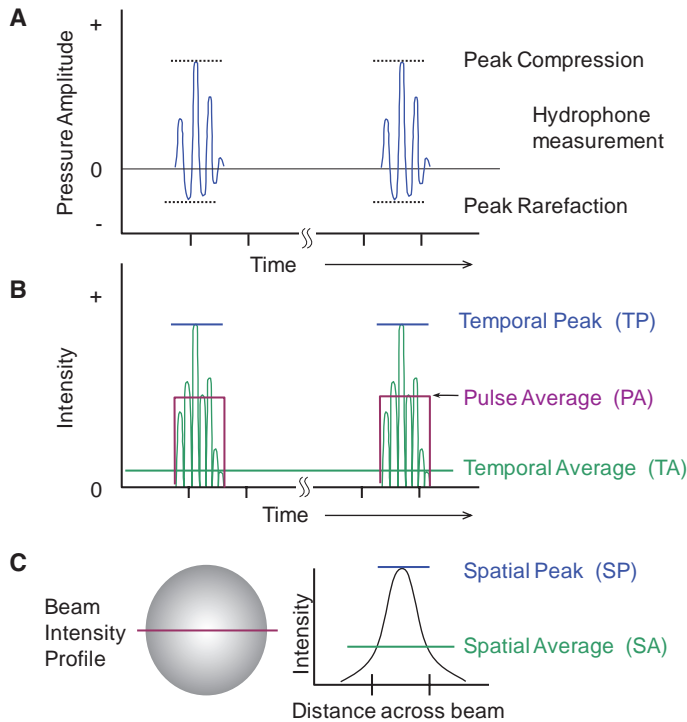 A
+
Pressure Amplitude
0
-
Peak Compression
Hydrophone
measurement
Peak Rarefaction
Time
B
+
Intensity
0
Temporal Peak (TP)
Pulse Average (PA)
Temporal Average (TA)
Time
C
Beam
Intensity
Profile
Intensity
Spatial Peak (SP)
Spatial Average (SA)
Distance across beam